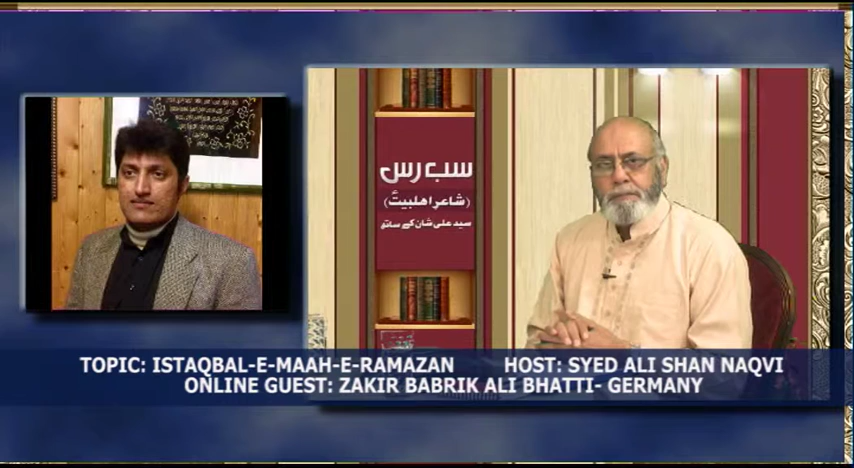 سب رس
(شاعرِ اھلبیتؑ)
سید علی شان کے ساتھ
TOPIC: ISTAQBAL-E-MAAH-E-RAMAZAN HOST: SYED ALI SHAN NAQVI
ONLINE GUEST: ZAKIR BABRIK ALI BHATTI- GERMANY